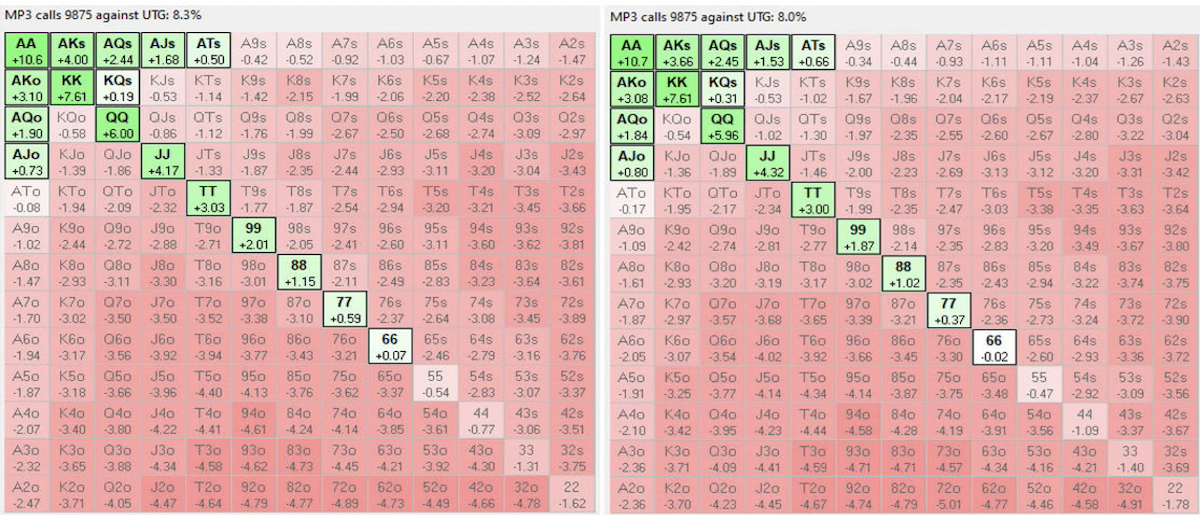 MP3 calls 9875 against UTG: 8.3%
AA AKs AQs AJs ATs A9s A8s A7s A6s A5s A4s A3s A2s
+10.6 +4.00 +2.44 +1.68 +0.50 -0.42 -0.52 -0.92 -1.03 -0.67 -1.07 -1.24 -1.47
AKo KK KQs KJs KTs K9s K8s K7s K6s K5s K4s K3s K2s
+3.10 +7.61 +0.19 -0.53 -1.14 -1.42 -2.15 -1.99 -2.06 -2.20 -2.38 -2.52 -2.64
AQo KQo QQ QJs QTs Q9s Q8s Q7s Q6s Q5s Q4s Q3s Q2s
+1.90 -0.58 +6.00 -0.86 -1.12 -1.76 -1.99 -2.67 -2.50 -2.68 -2.74 -3.09 -2.97
AJo KJo QJo JJ JTs J9s J8s J7s J6s J5s J4s J3s J2s
+0.73 -1.39 -1.86 +4.17 -1.33 -1.87 -2.35 -2.44 -2.93 -3.11 -3.20 -3.04 -3.43
ATo KTo QTo JTo TT T9s T8s T7s T6s T5s T4s T3s T2s
-0.08 -1.94 -2.09 -2.32 +3.03 -1.77 -1.87 -2.54 -2.94 -3.20 -3.21 -3.45 -3.66
A9o K9o Q9o J9o T9o 99 98s 97s 96s 95s 94s 93s 92s
-1.02 -2.44 -2.72 -2.88 -2.71 +2.01 -2.05 -2.41 -2.60 -3.11 -3.60 -3.62 -3.81
A8o K8o Q8o J8o T8o 98o 88 87s 86s 85s 84s 83s 82s
-1.47 -2.93 -3.11 -3.30 -3.16 -3.01 +1.15 -2.11 -2.49 -2.83 -3.23 -3.64 -3.61
A7o K7o Q7o J7o T7o 97o 87o 77 76s 75s 74s 73s 72s
-1.70 -3.02 -3.50 -3.50 -3.52 -3.38 -3.10 +0.59 -2.37 -2.64 -3.08 -3.45 -3.89
A6o K6o Q6o J6o T6o 96o 86o 76o 66 65s 64s 63s 62s
-1.94 -3.17 -3.56 -3.92 -3.94 -3.77 -3.43 -3.21 +0.07 -2.46 -2.79 -3.16 -3.76
A5o K5o Q5o J5o T5o 95o 85o 75o 65o 55 54s 53s 52s
-1.87 -3.18 -3.66 -3.96 -4.40 -4.13 -3.76 -3.62 -3.37 -0.54 -2.83 -3.07 -3.37
A4o K4o Q4o J4o T4o 94o 84o 74o 64o 54o 44 43s 42s
-2.07 -3.40 -3.80 -4.22 -4.41 -4.61 -4.24 -4.14 -3.85 -3.61 -0.77 -3.06 -3.51
A3o K3o Q3o J3o T3o 93o 83o 73o 63o 53o 43o 33 32s
-2.32 -3.65 -3.88 -4.34 -4.58 -4.62 -4.73 -4.45 -4.21 -3.92 -4.30 -1.31 -3.75
A2o K2o Q2o J2o T2o 92o 82o 72o 62o 52o 42o 32o 22
-2.47 -3.71 -4.05 -4.47 -4.64 -4.79 -4.77 -4.89 -4.73 -4.49 -4.66 -4.78 -1.62
MP3 calls 9875 against UTG: 8.0%
AA AKs AQs AJs ATs A9s A8s A7s A6s A5s A4s A3s A2s
+10.7 +3.66 +2.45 +1.53 +0.66 -0.34 -0.44 -0.93 -1.11 -1.11 -1.04 -1.26 -1.43
AKo KK KQs KJs KTs K9s K8s K7s K6s K5s K4s K3s K2s
+3.08 +7.61 +0.31 -0.53 -1.02 -1.67 -1.96 -2.04 -2.17 -2.19 -2.37 -2.67 -2.63
AQo KQo QQ QJs QTs Q9s Q8s Q7s Q6s Q5s Q4s Q3s Q2s
+1.84 -0.54 +5.96 -1.02 -1.30 -1.97 -2.35 -2.55 -2.60 -2.67 -2.80 -3.22 -3.04
AJo KJo QJo JJ JTs J9s J8s J7s J6s J5s J4s J3s J2s
+0.80 -1.36 -1.89 +4.32 -1.46 -2.00 -2.23 -2.69 -3.13 -3.12 -3.20 -3.31 -3.42
ATo KTo QTo JTo TT T9s T8s T7s T6s T5s T4s T3s T2s
-0.17 -1.95 -2.17 -2.34 +3.00 -1.99 -2.35 -2.47 -3.03 -3.38 -3.35 -3.63 -3.64
A9o K9o Q9o J9o T9o 99 98s 97s 96s 95s 94s 93s 92s
-1.09 -2.42 -2.74 -2.81 -2.77 +1.87 -2.14 -2.35 -2.83 -3.20 -3.49 -3.67 -3.80
A8o K8o Q8o J8o T8o 98o 88 87s 86s 85s 84s 83s 82s
-1.61 -2.93 -3.20 -3.19 -3.17 -3.02 +1.02 -2.35 -2.43 -2.94 -3.22 -3.74 -3.75
A7o K7o Q7o J7o T7o 97o 87o 77 76s 75s 74s 73s 72s
-1.87 -2.97 -3.57 -3.68 -3.65 -3.39 -3.21 +0.37 -2.36 -2.73 -3.24 -3.72 -3.90
A6o K6o Q6o J6o T6o 96o 86o 76o 66 65s 64s 63s 62s
-2.05 -3.07 -3.54 -4.02 -3.92 -3.66 -3.45 -3.30 -0.02 -2.60 -2.93 -3.36 -3.72
A5o K5o Q5o J5o T5o 95o 85o 75o 65o 55 54s 53s 52s
-1.91 -3.25 -3.77 -4.14 -4.34 -4.14 -3.87 -3.75 -3.48 -0.47 -2.92 -3.09 -3.56
A4o K4o Q4o J4o T4o 94o 84o 74o 64o 54o 44 43s 42s
-2.10 -3.42 -3.95 -4.23 -4.44 -4.58 -4.28 -4.19 -3.91 -3.56 -1.09 -3.37 -3.67
A3o K3o Q3o J3o T3o 93o 83o 73o 63o 53o 43o 33 32s
-2.36 -3.71 -4.09 -4.41 -4.59 -4.71 -4.71 -4.57 -4.34 -4.16 -4.21 -1.40 -3.69
A2o K2o Q2o J2o T2o 92o 82o 72o 62o 52o 42o 32o 22
-2.36 -3.70 -4.23 -4.45 -4.67 -4.74 -4.79 -5.01 -4.77 -4.46 -4.58 -4.91 -1.78